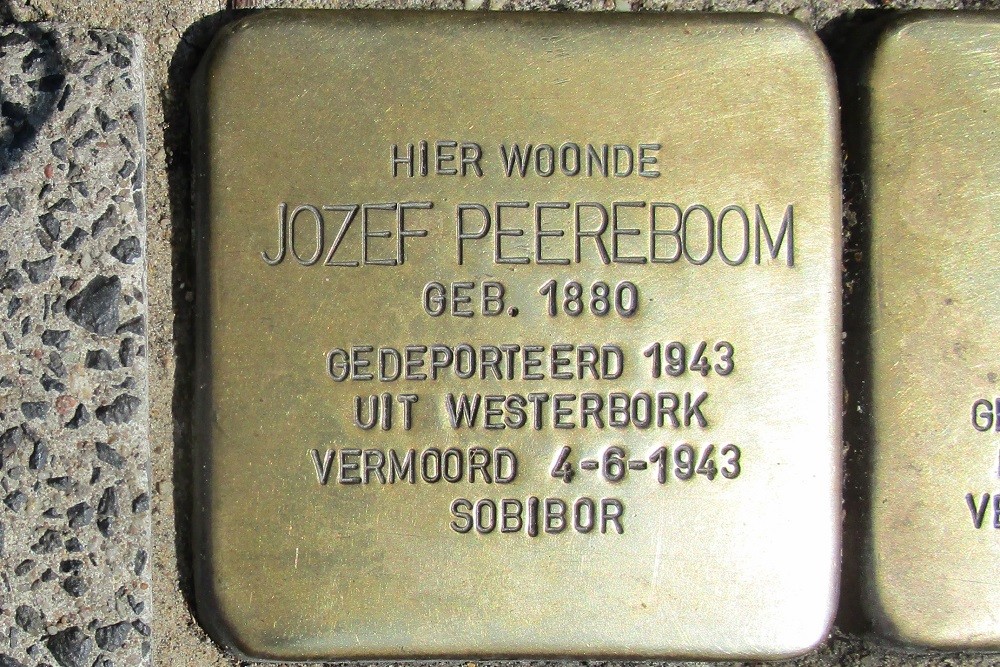 HIER WOONDE
JOZEF PEEREBOOM
GEB. 1880
GEDEPORTEERD 1943
UIT WESTERBORK
VERMOORD 4-6-1943
SOBIBOR